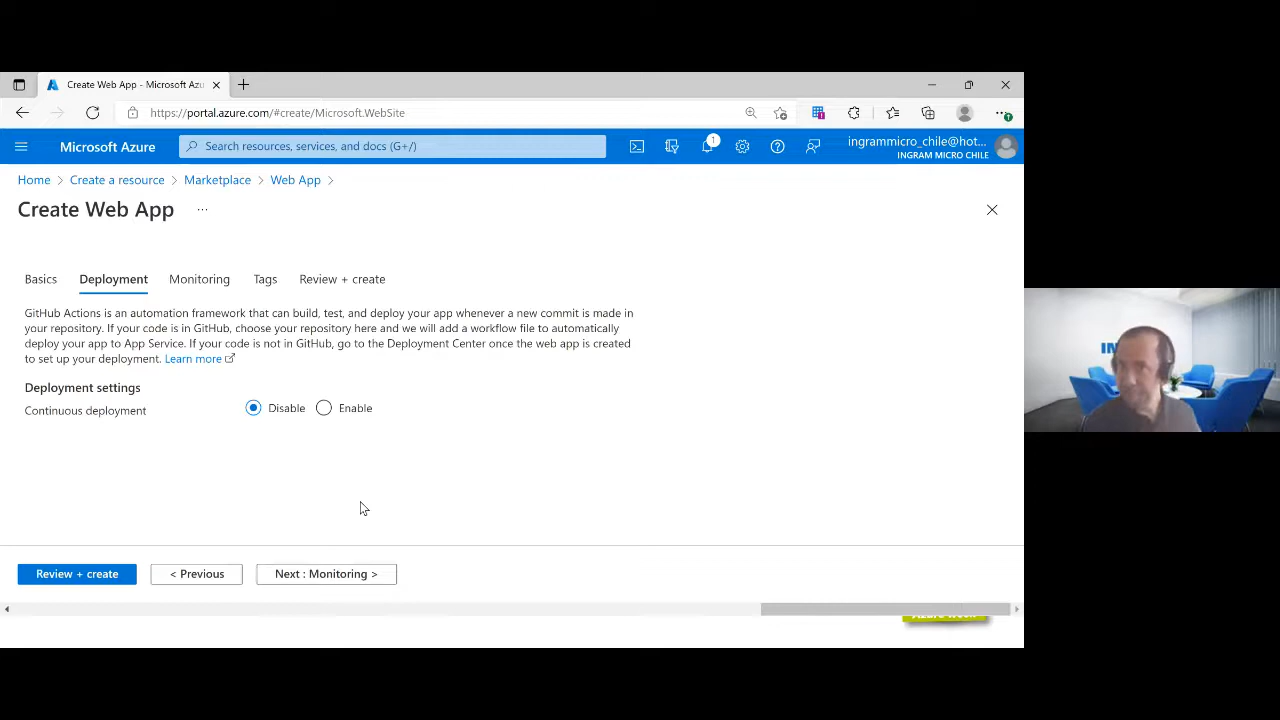 Create Web App - Microsoft Azu
https://portal.azure.com/#create/Microsoft.WebSite
Microsoft Azure
Search resources, services, and docs (G+/)
1
ingrammicro_chile@hot...
INGRAM MICRO CHILE
Home > Create a resource > Marketplace > Web App >
Create Web App ...
Basics Deployment Monitoring Tags Review + create
GitHub Actions is an automation framework that can build, test, and deploy your app whenever a new commit is made in
your repository. If your code is in GitHub, choose your repository here and we will add a workflow file to automatically
deploy your app to App Service. If your code is not in GitHub, go to the Deployment Center once the web app is created
to set up your deployment. Learn more
Deployment settings
Continuous deployment Disable Enable
Review + create < Previous Next : Monitoring >